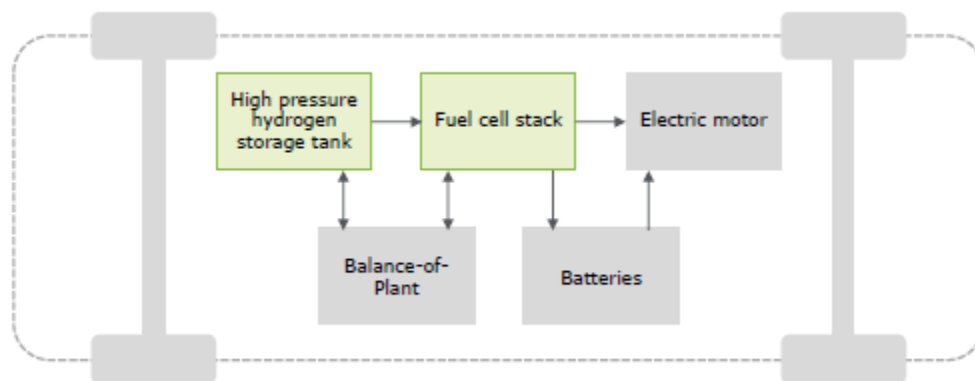 High pressure
hydrogen
storage tank
Fuel cell stack
Electric motor
Balance-of-
Plant
Batteries